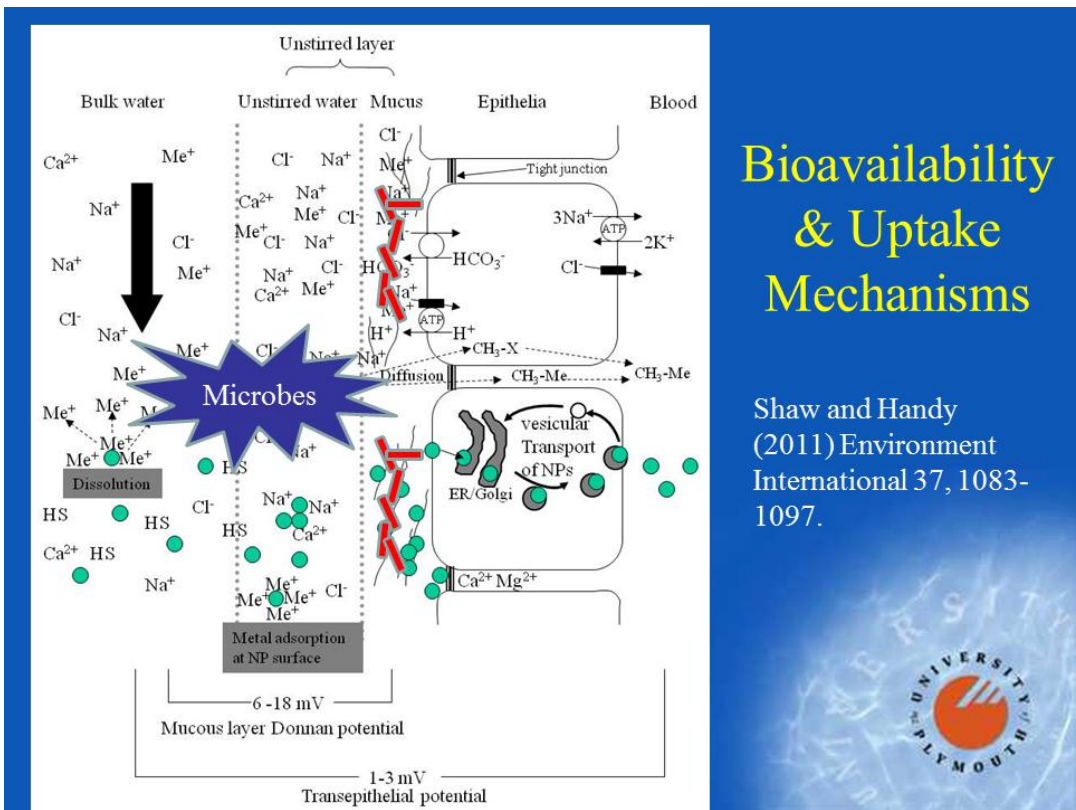 Unstirred layer
Bulk water
Unstirred water
Mucus
Epithelia
Blood
Ca²⁺
Me⁺
Na⁺
Cl⁻
Na⁺
Me⁺
Cl⁻
Na⁺
Me⁺
Ca²⁺
Na⁺
Me⁺
Cl⁻
Me⁺
Cl⁻
Na⁺
Na⁺
Cl⁻
Ca²⁺
Me⁺
Cl⁻
Me⁺
Na⁺
HCO₃⁻
Na⁺
Me⁺
H⁺
Tight junction
3Na⁺
ATP
2K⁺
HCO₃⁻
Cl⁻
ATP
H⁺
Cl⁻
Na⁺
Me⁺
Me⁺
Cl⁻
Na⁺
Na⁺
CH₃-X
Diffusion
CH₃-Me
CH₃-Me
Microbes
Me⁺
Me⁺
Me⁺
Me⁺
Me⁺
Dissolution
HS
Cl⁻
Na⁺
vesicular
Transport
of NPs
ER/Golgi
HS
HS
Cl⁻
HS
Na⁺
Na⁺
Ca²⁺
Ca²⁺
HS
Na⁺
Me⁺
Me⁺
Me⁺
Cl⁻
Me⁺
Ca²⁺ Mg²⁺
Metal adsorption
at NP surface
6 -18 mV
Mucous layer Donnan potential
1-3 mV
Transepithelial potential
Bioavailability
& Uptake
Mechanisms
Shaw and Handy
(2011) Environment
International 37, 1083-
1097.
The UNIVERSITY of PLYMOUTH